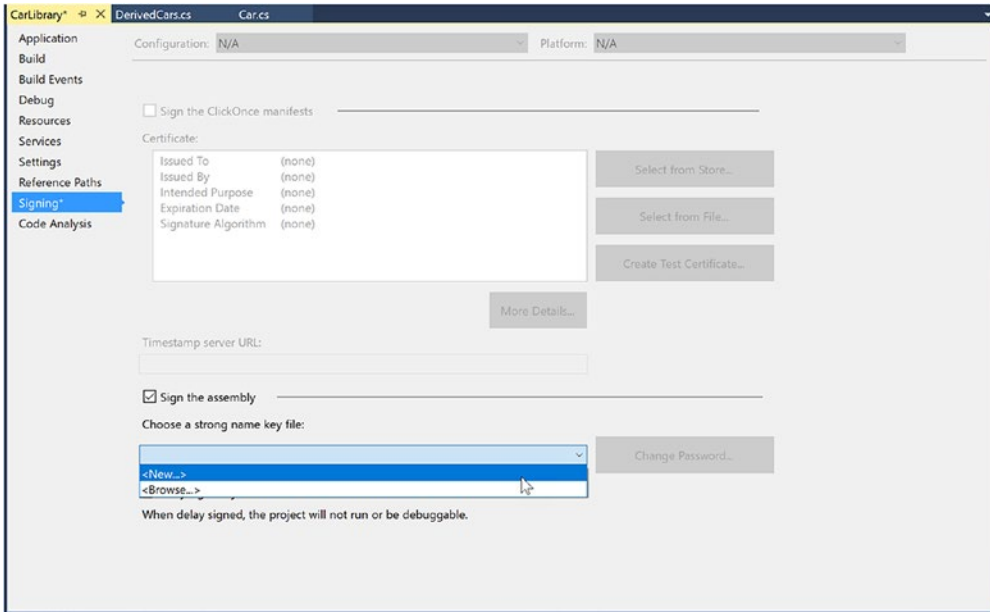 CarLibrary* DerivedCars.cs Car.cs
Application
Build
Build Events
Debug
Resources
Services
Settings
Reference Paths
Signing*
Code Analysis
Configuration: N/A Platform: N/A
Sign the ClickOnce manifests
Certificate:
Issued To (none)
Issued By (none)
Intended Purpose (none)
Expiration Date (none)
Signature Algorithm (none)
Select from Store...
Select from File...
Create Test Certificate...
More Details...
Timestamp server URL:
Sign the assembly
Choose a strong name key file:
Change Password...
<New...>
<Browse...>
When delay signed, the project will not run or be debuggable.